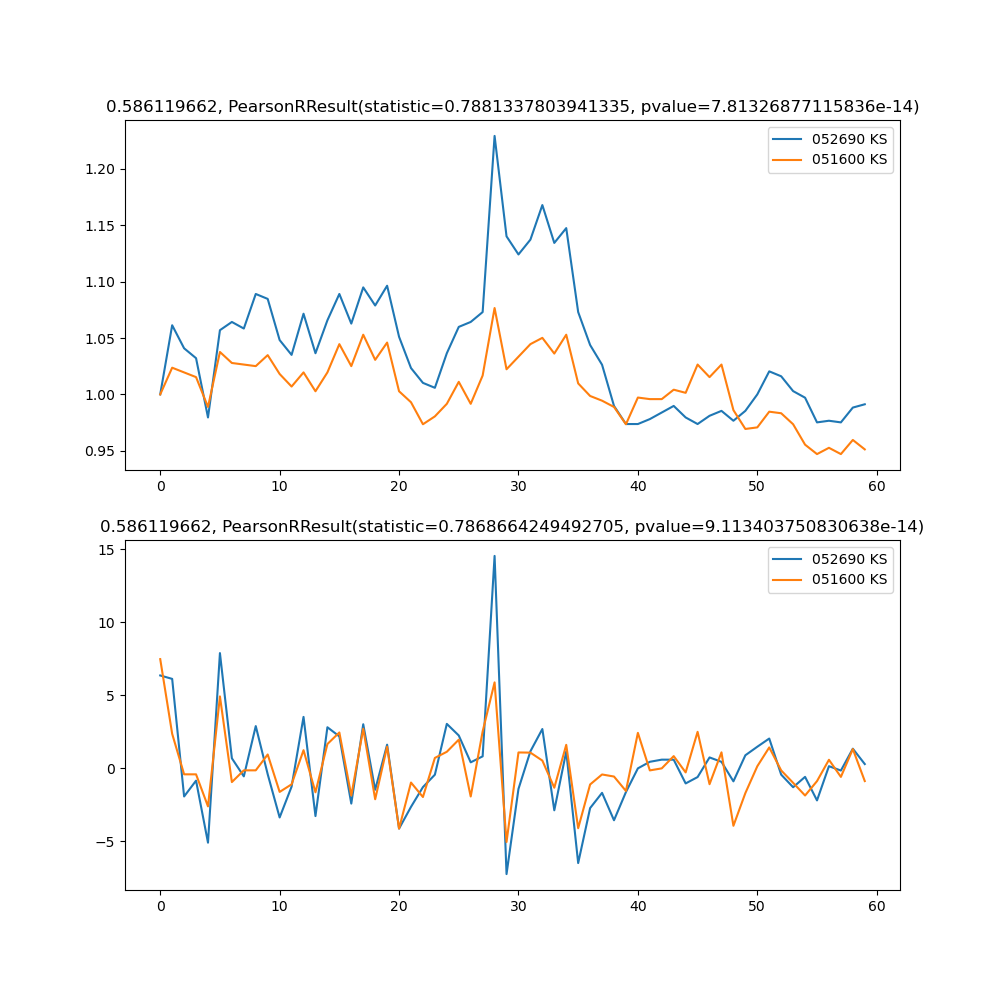 0.586119662, PearsonRResult(statistic=0.7881337803941335, pvalue=7.81326877115836e-14)
052690 KS
051600 KS
1.20
1.15
1.10
1.05
1.00
0.95
0 10 20 30 40 50 60
0.586119662, PearsonRResult(statistic=0.7868664249492705, pvalue=9.113403750830638e-14)
052690 KS
051600 KS
15
10
5
0
−5
0 10 20 30 40 50 60